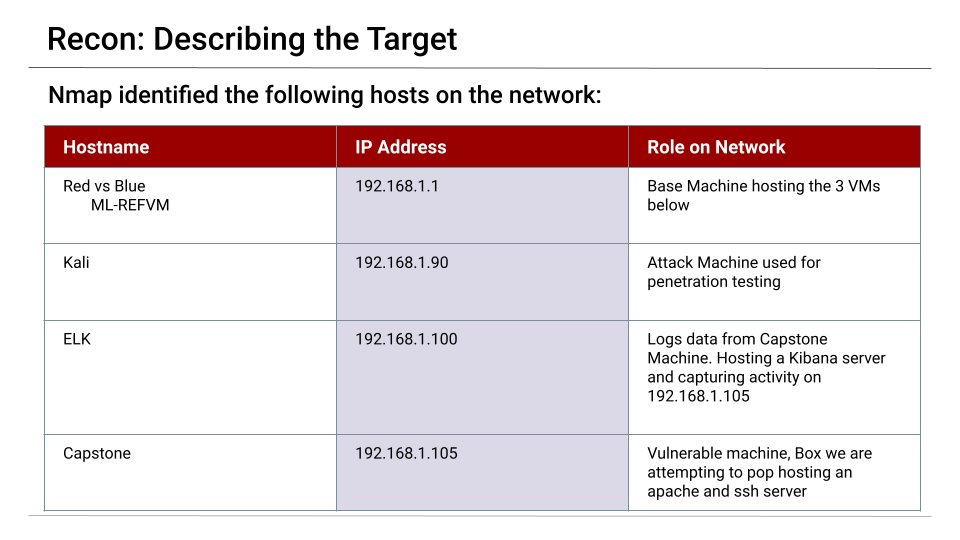 Recon: Describing the Target
Nmap identified the following hosts on the network:
Hostname IP Address Role on Network
Red vs Blue 192.168.1.1 Base Machine hosting the 3 VMs
ML-REFVM below
Kali 192.168.1.90 Attack Machine used for
penetration testing
ELK 192.168.1.100 Logs data from Capstone
Machine. Hosting a Kibana server
and capturing activity on
192.168.1.105
Capstone 192.168.1.105 Vulnerable machine, Box we are
attempting to pop hosting an
apache and ssh server